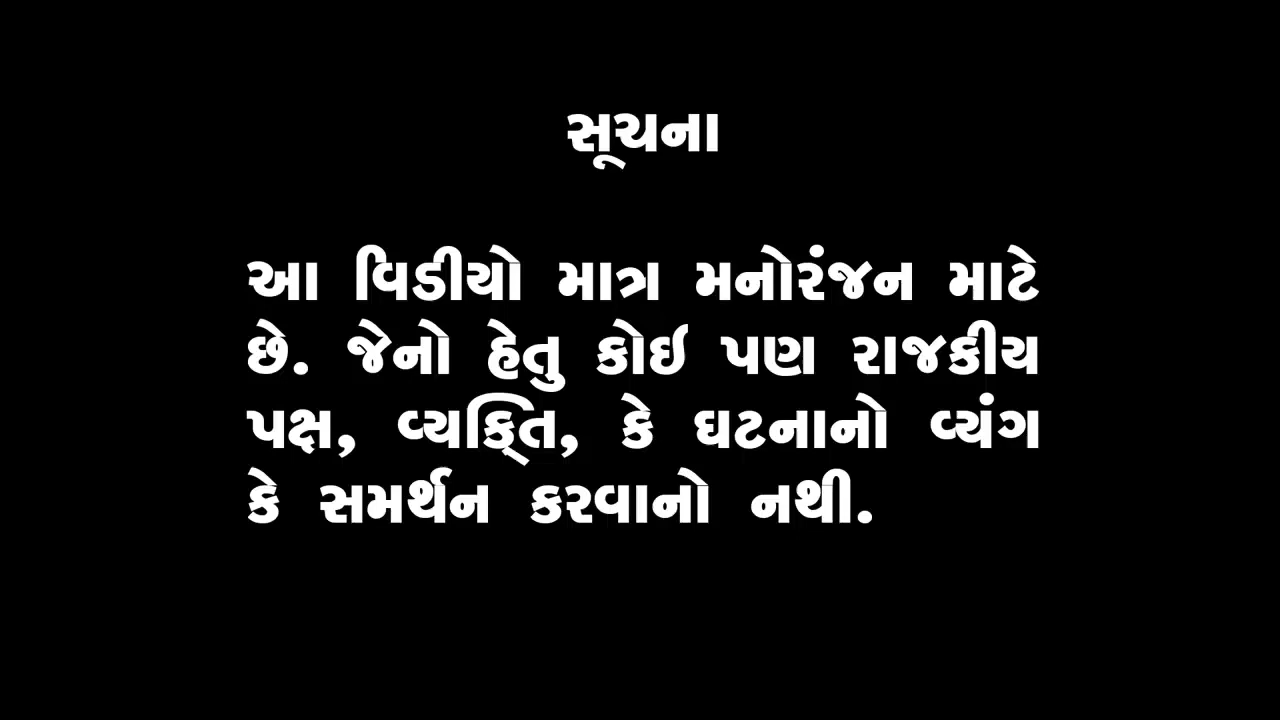 સૂચના
આ વિડીયો માત્ર મનોરંજન માટે
છે. જેનો હેતુ કોઇ પણ રાજકીય
પક્ષ, વ્યક્તિ, કે ઘટનાનો વ્યંગ
કે સમર્થન કરવાનો નથી.